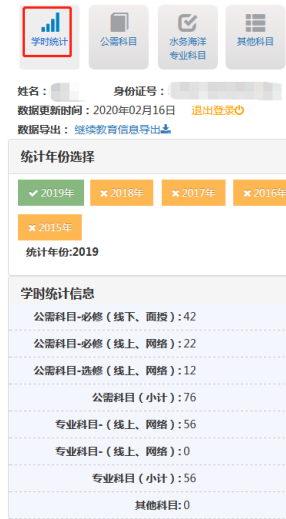 学时统计 公需科目 水务海洋 其他科目
专业科目
姓名： 身份证号：
数据更新时间：2020年02月16日 退出登录
数据导出： 继续教育信息导出
统计年份选择
2019年 2018年 2017年 2016年
2015年
统计年份:2019
学时统计信息
公需科目-必修（线下、面授）: 42
公需科目-必修（线上、网络）: 22
公需科目-选修（线上、网络）: 12
公需科目（小计）: 76
专业科目-（线上、网络）: 56
专业科目-（线上、网络）: 0
专业科目（小计）: 56
其他科目: 0